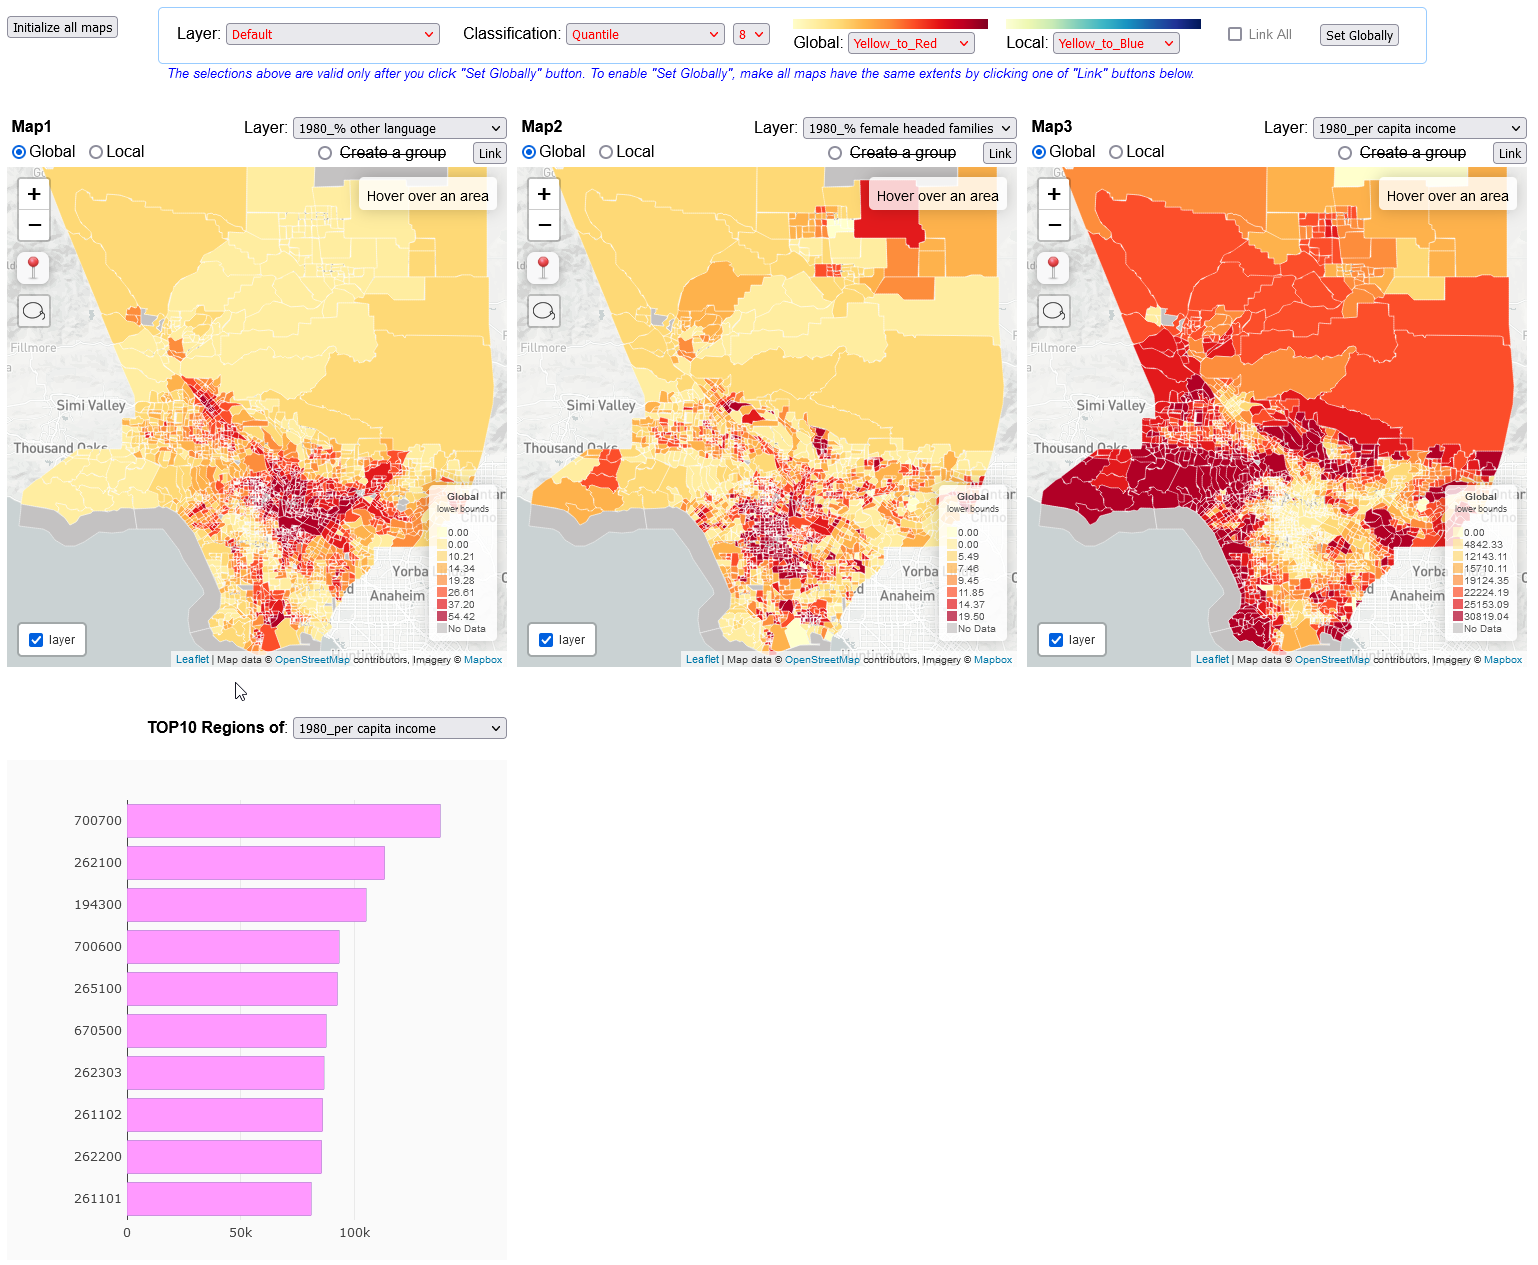 Initialize all maps
Layer: Default
Classification: Quantile 8
Global: Yellow_to_Red
Local: Yellow_to_Blue
Link All
Set Globally
The selections above are valid only after you click "Set Globally" button. To enable "Set Globally", make all maps have the same extents by clicking one of "Link" buttons below.
Map1
Layer: 1980_% other language
Global Local
Create a group
Link
+
−
Hover over an area
Fillmore
Simi Valley
Thousand Oaks
Yorba
Anaheim
Chino
Global
lower bounds
0.00
0.00
10.21
14.34
19.28
26.61
37.20
54.42
No Data
layer
Huntington
Leaflet | Map data © OpenStreetMap contributors, Imagery © Mapbox
Map2
Layer: 1980_% female headed families
Global Local
Create a group
Link
+
−
Hover over an area
Fillmore
Simi Valley
Thousand Oaks
Yorba
Anaheim
Chino
Global
lower bounds
0.00
0.00
5.49
7.46
9.45
11.85
14.37
19.50
No Data
layer
Huntington
Leaflet | Map data © OpenStreetMap contributors, Imagery © Mapbox
Map3
Layer: 1980_per capita income
Global Local
Create a group
Link
+
−
Hover over an area
Fillmore
Simi Valley
Thousand Oaks
Yorba
Anaheim
Chino
Global
lower bounds
0.00
4842.33
12143.11
15710.11
19124.35
22224.19
25153.09
30819.04
No Data
layer
Huntington
Leaflet | Map data © OpenStreetMap contributors, Imagery © Mapbox
TOP10 Regions of: 1980_per capita income
700700
262100
194300
700600
265100
670500
262303
261102
262200
261101
0 50k 100k